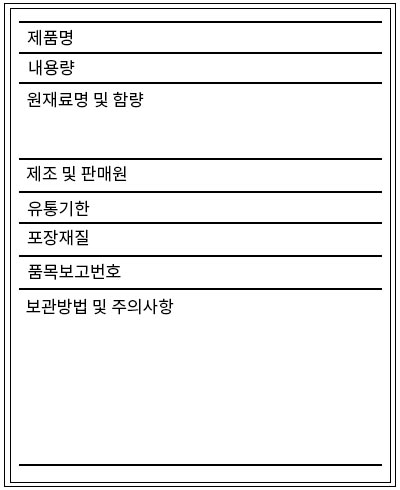 제품명
내용량
원재료명 및 함량
제조 및 판매원
유통기한
포장재질
품목보고번호
보관방법 및 주의사항